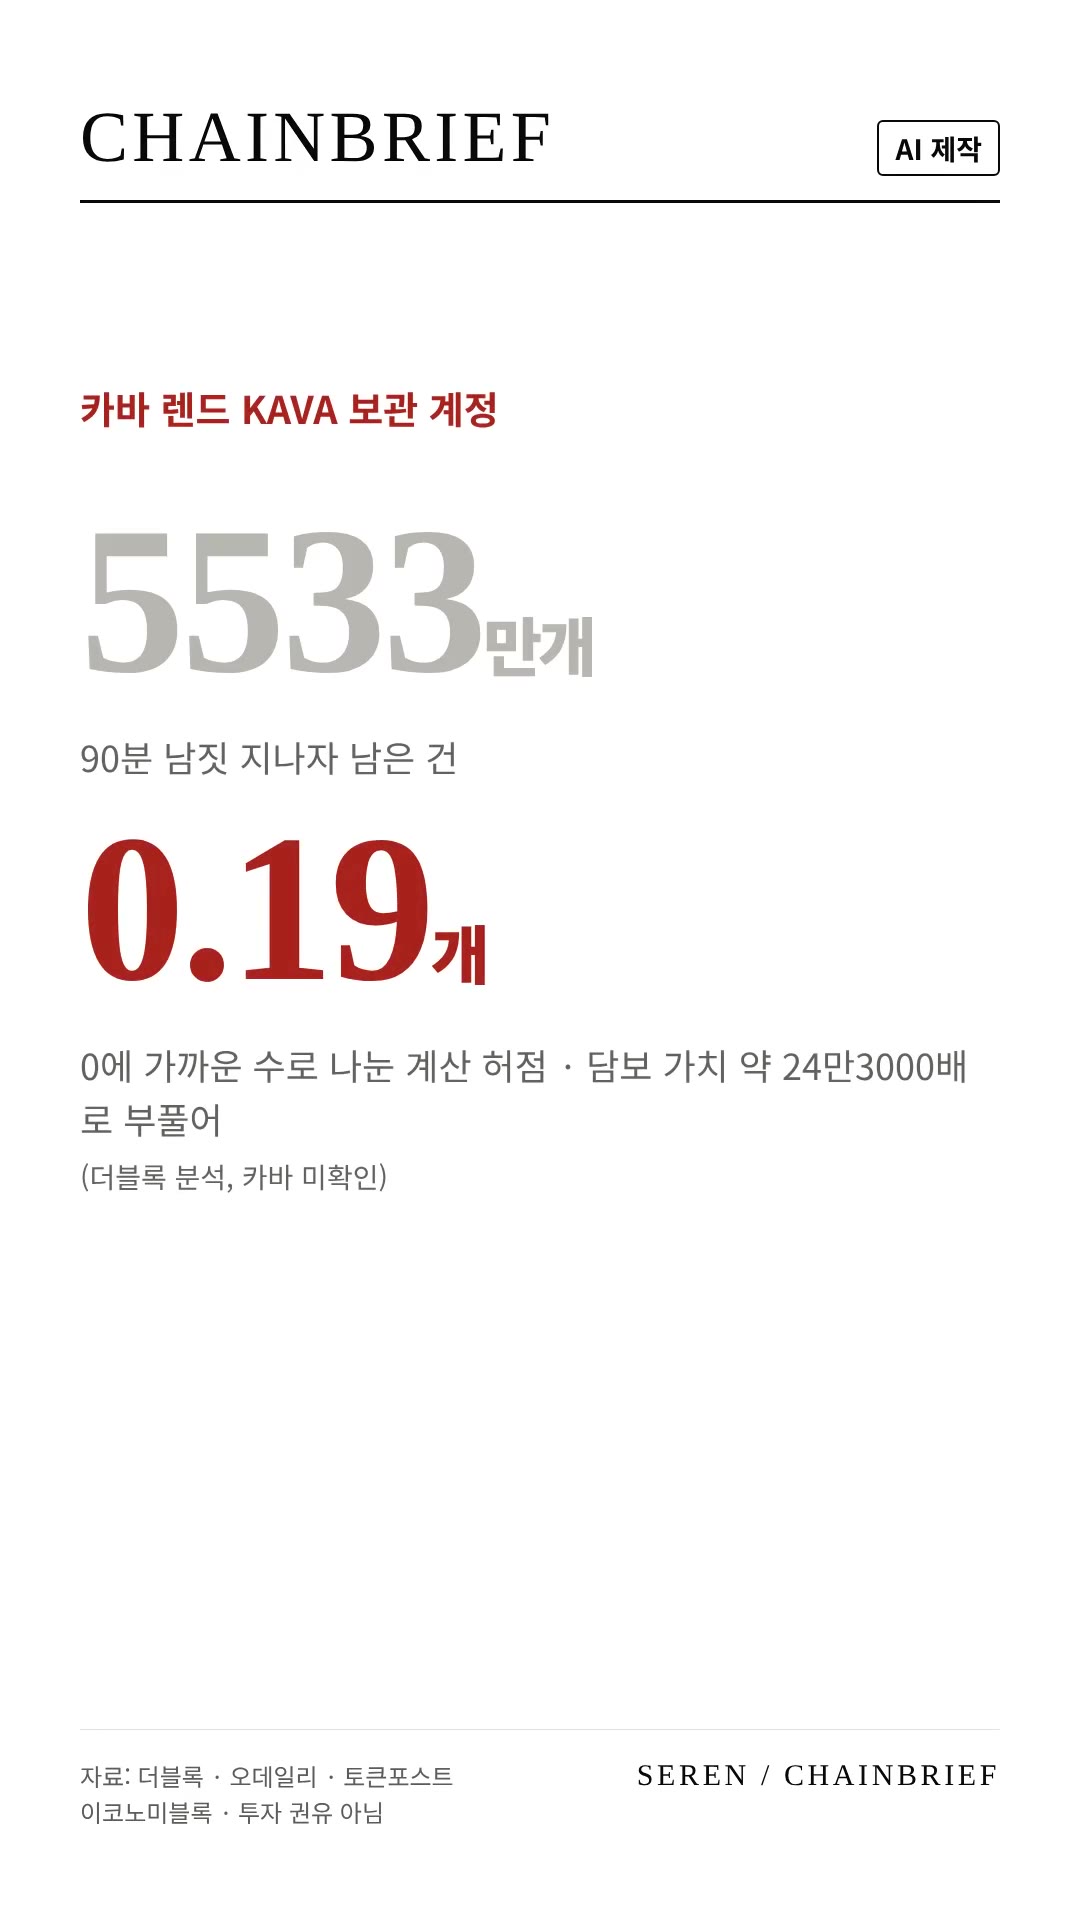 CHAINBRIEF
AI 제작
카바 렌드 KAVA 보관 계정
5533만개
90분 남짓 지나자 남은 건
0.19개
0에 가까운 수로 나눈 계산 허점 · 담보 가치 약 24만3000배
로 부풀어
(더블록 분석, 카바 미확인)
자료: 더블록 · 오데일리 · 토큰포스트
이코노미블록 · 투자 권유 아님
SEREN / CHAINBRIEF